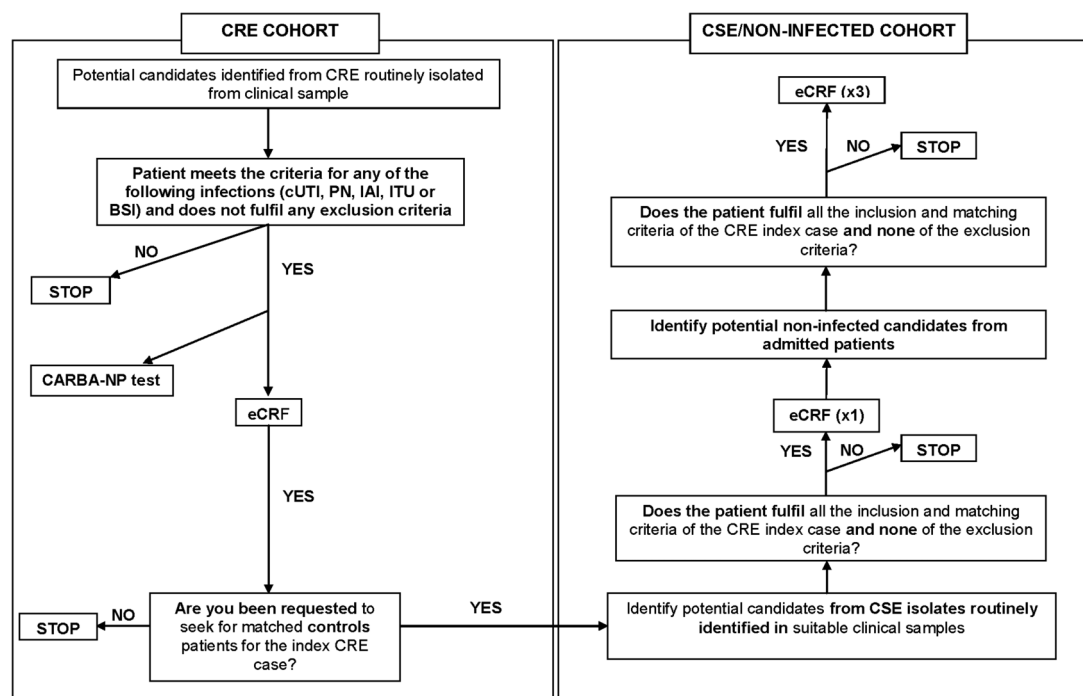 CRE COHORT
Potential candidates identified from CRE routinely isolated
from clinical sample
Patient meets the criteria for any of the
following infections (cUTI, PN, IAI, ITU or
BSI) and does not fulfil any exclusion criteria
NO
YES
STOP
CARBA-NP test
eCRF
YES
Are you been requested to
seek for matched controls
patients for the index CRE
case?
NO
STOP
YES
CSE/NON-INFECTED COHORT
eCRF (x3)
YES
NO
STOP
Does the patient fulfil all the inclusion and matching
criteria of the CRE index case and none of the exclusion
criteria?
Identify potential non-infected candidates from
admitted patients
eCRF (x1)
YES
NO
STOP
Does the patient fulfil all the inclusion and matching
criteria of the CRE index case and none of the exclusion
criteria?
Identify potential candidates from CSE isolates routinely
identified in suitable clinical samples